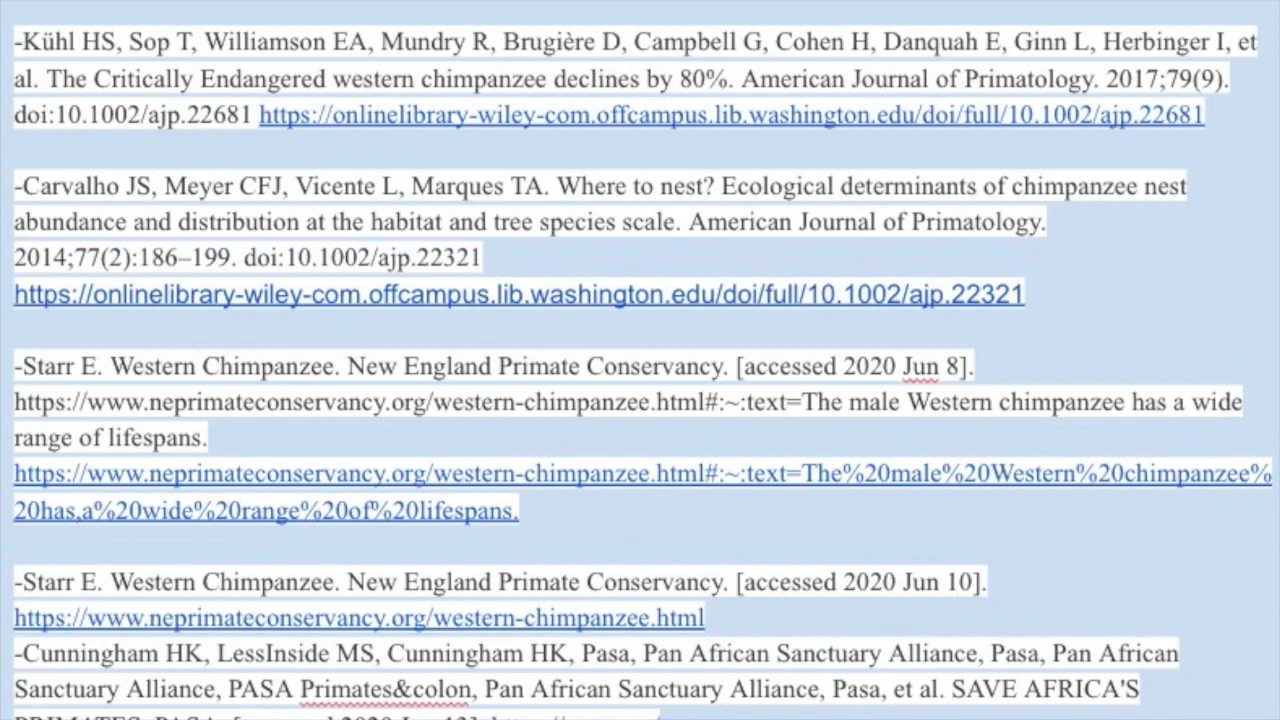 -Kühl HS, Sop T, Williamson EA, Mundry R, Brugière D, Campbell G, Cohen H, Danquah E, Ginn L, Herbinger I, et
al. The Critically Endangered western chimpanzee declines by 80%. American Journal of Primatology. 2017;79(9).
doi:10.1002/ajp.22681 https://onlinelibrary-wiley-com.offcampus.lib.washington.edu/doi/full/10.1002/ajp.22681
-Carvalho JS, Meyer CFJ, Vicente L, Marques TA. Where to nest? Ecological determinants of chimpanzee nest
abundance and distribution at the habitat and tree species scale. American Journal of Primatology.
2014;77(2):186–199. doi:10.1002/ajp.22321
https://onlinelibrary-wiley-com.offcampus.lib.washington.edu/doi/full/10.1002/ajp.22321
-Starr E. Western Chimpanzee. New England Primate Conservancy. [accessed 2020 Jun 8].
https://www.neprimateconservancy.org/western-chimpanzee.html#:~:text=The male Western chimpanzee has a wide
range of lifespans.
https://www.neprimateconservancy.org/western-chimpanzee.html#:~:text=The%20male%20Western%20chimpanzee%
20has,a%20wide%20range%20of%20lifespans.
-Starr E. Western Chimpanzee. New England Primate Conservancy. [accessed 2020 Jun 10].
https://www.neprimateconservancy.org/western-chimpanzee.html
-Cunningham HK, LessInside MS, Cunningham HK, Pasa, Pan African Sanctuary Alliance, Pasa, Pan African
Sanctuary Alliance, PASA Primates&colon, Pan African Sanctuary Alliance, Pasa, et al. SAVE AFRICA'S